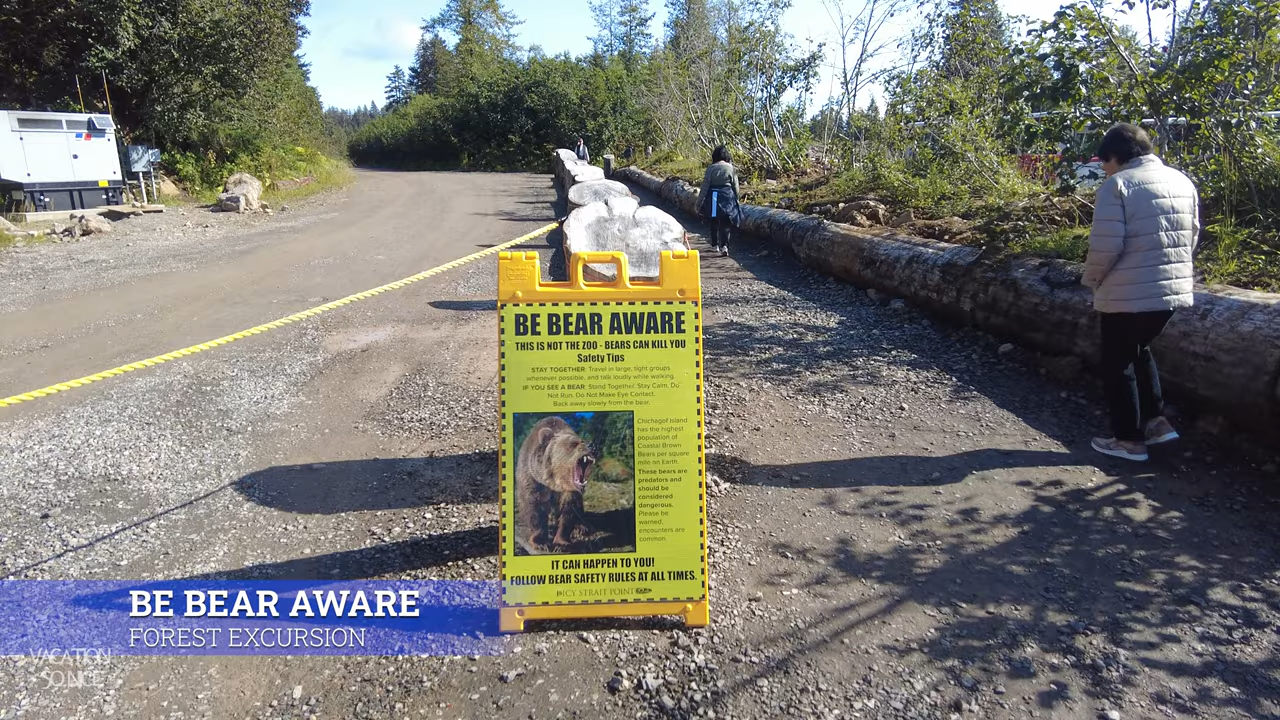 BE BEAR AWARE
THIS IS NOT THE ZOO - BEARS CAN KILL YOU
Safety Tips
STAY TOGETHER: Travel in large, tight groups
whenever possible, and talk loudly while walking.
IF YOU SEE A BEAR: Stand Together. Stay Calm. Do
Not Run. Do Not Make Eye Contact.
Back away slowly from the bear.
Chichagof Island
has the highest
population of
Coastal Brown
Bears per square
mile on Earth.
These bears are
predators and
should be
considered
dangerous.
Please be
warned,
encounters are
common.
IT CAN HAPPEN TO YOU!
FOLLOW BEAR SAFETY RULES AT ALL TIMES.
ICY STRAIT POINT
BE BEAR AWARE
FOREST EXCURSION
VACATION